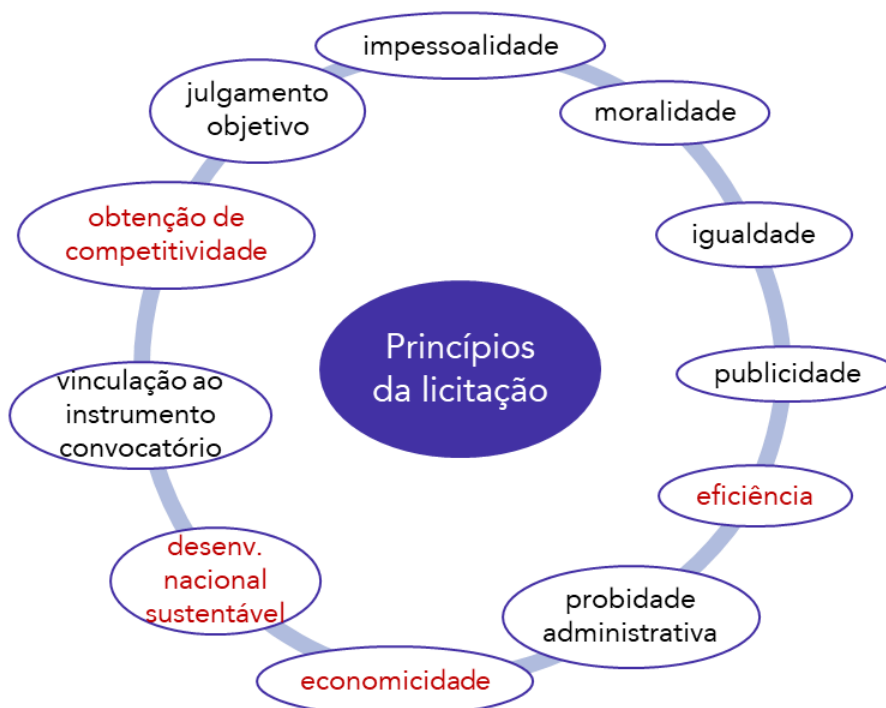 impessoalidade
moralidade
igualdade
publicidade
eficiência
probidade
administrativa
economicidade
desenv.
nacional
sustentável
vinculação ao
instrumento
convocatório
obtenção de
competitividade
julgamento
objetivo
Princípios
da licitação